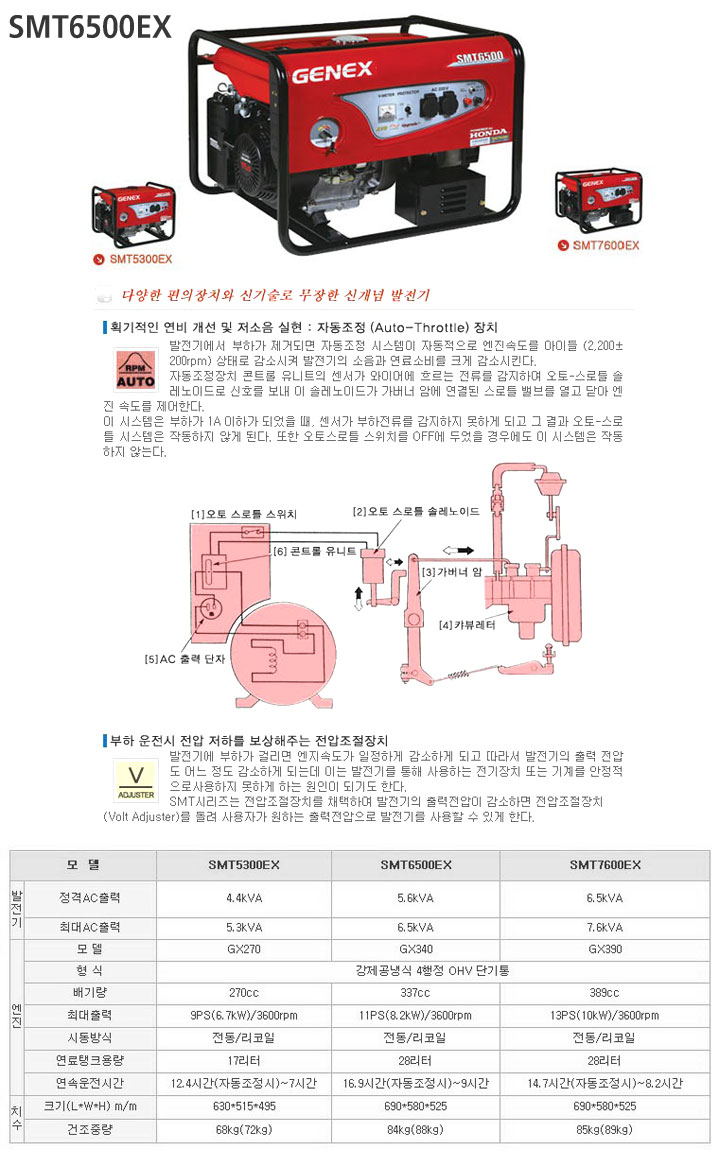 SMT6500EX
GENEX
SMT6500
V-METER PROTECTOR AC 220V
POWERED BY
HONDA
GENEX
SMT5300EX
GENEX
SMT7600EX
다양한 편의장치와 신기술로 무장한 신개념 발전기
획기적인 연비 개선 및 저소음 실현 : 자동조정 (Auto-Throttle) 장치
RPM
AUTO
발전기에서 부하가 제거되면 자동조정 시스템이 자동적으로 엔진속도를 아이들 (2,200±
200rpm) 상태로 감소시켜 발전기의 소음과 연료소비를 크게 감소시킨다.
자동조정장치 콘트롤 유니트의 센서가 와이어에 흐르는 전류를 감지하여 오토-스로틀 솔
레노이드로 신호를 보내 이 솔레노이드가 가버너 암에 연결된 스로틀 밸브를 열고 닫아 엔
진 속도를 제어한다.
이 시스템은 부하가 1A 이하가 되었을 때, 센서가 부하전류를 감지하지 못하게 되고 그 결과 오토-스로
틀 시스템은 작동하지 않게 된다. 또한 오토스로틀 스위치를 OFF에 두었을 경우에도 이 시스템은 작동
하지 않는다.
[1]오토 스로틀 스위치
[2]오토 스로틀 솔레노이드
[6] 콘트롤 유니트
[3]가버너 암
[4]캬뷰레터
[5]AC 출력 단자
부하 운전시 전압 저하를 보상해주는 전압조절장치
V
ADJUSTER
발전기에 부하가 걸리면 엔지속도가 일정하게 감소하게 되고 따라서 발전기의 출력 전압
도 어느 정도 감소하게 되는데 이는 발전기를 통해 사용하는 전기장치 또는 기계를 안정적
으로사용하지 못하게 하는 원인이 되기도 한다.
SMT시리즈는 전압조절장치를 채택하여 발전기의 출력전압이 감소하면 전압조절장치
(Volt Adjuster)를 돌려 사용자가 원하는 출력전압으로 발전기를 사용할 수 있게 한다.
모 델 SMT5300EX SMT6500EX SMT7600EX
발전기 정격AC출력 4.4kVA 5.6kVA 6.5kVA
최대AC출력 5.3kVA 6.5kVA 7.6kVA
엔진 모 델 GX270 GX340 GX390
형 식 강제공냉식 4행정 OHV 단기통
배기량 270cc 337cc 389cc
최대출력 9PS(6.7kW)/3600rpm 11PS(8.2kW)/3600rpm 13PS(10kW)/3600rpm
시동방식 전동/리코일 전동/리코일 전동/리코일
연료탱크용량 17리터 28리터 28리터
연속운전시간 12.4시간(자동조정시)~7시간 16.9시간(자동조정시)~9시간 14.7시간(자동조정시)~8.2시간
치수 크기(L*W*H) m/m 630*515*495 690*580*525 690*580*525
건조중량 68kg(72kg) 84kg(88kg) 85kg(89kg)